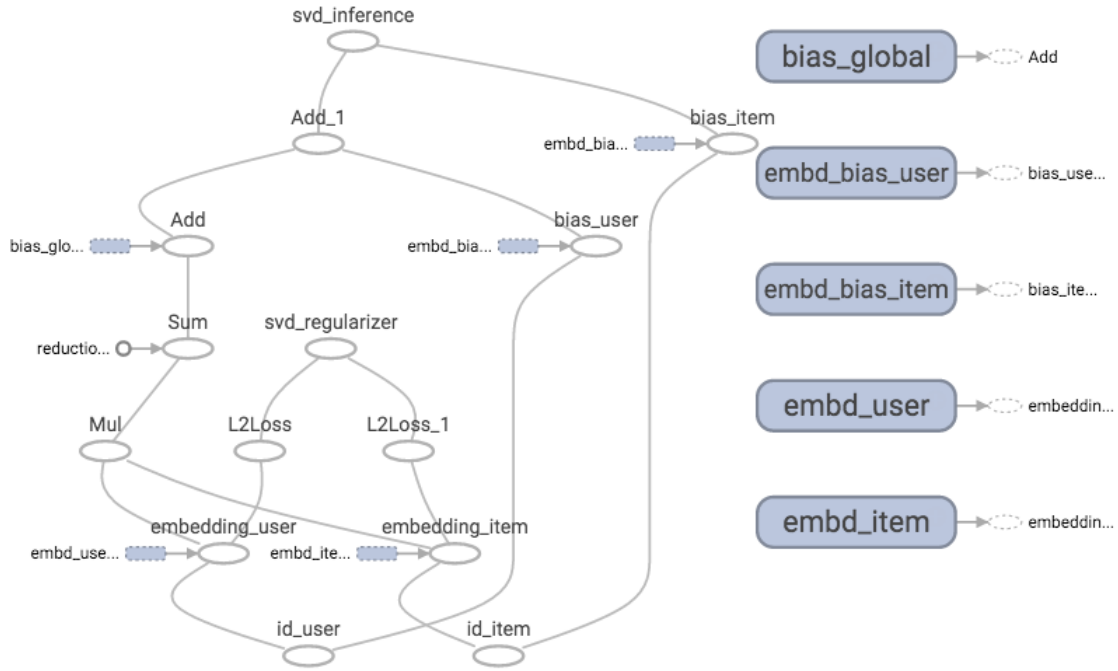 svd_inference
bias_global
Add
Add_1
bias_item
embd_bia...
embd_bias_user
bias_use...
Add
bias_user
bias_glo...
embd_bia...
embd_bias_item
bias_ite...
Sum
svd_regularizer
reductio...
embd_user
embeddin...
Mul
L2Loss
L2Loss_1
embd_item
embeddin...
embedding_user
embedding_item
embd_use...
embd_ite...
id_user
id_item